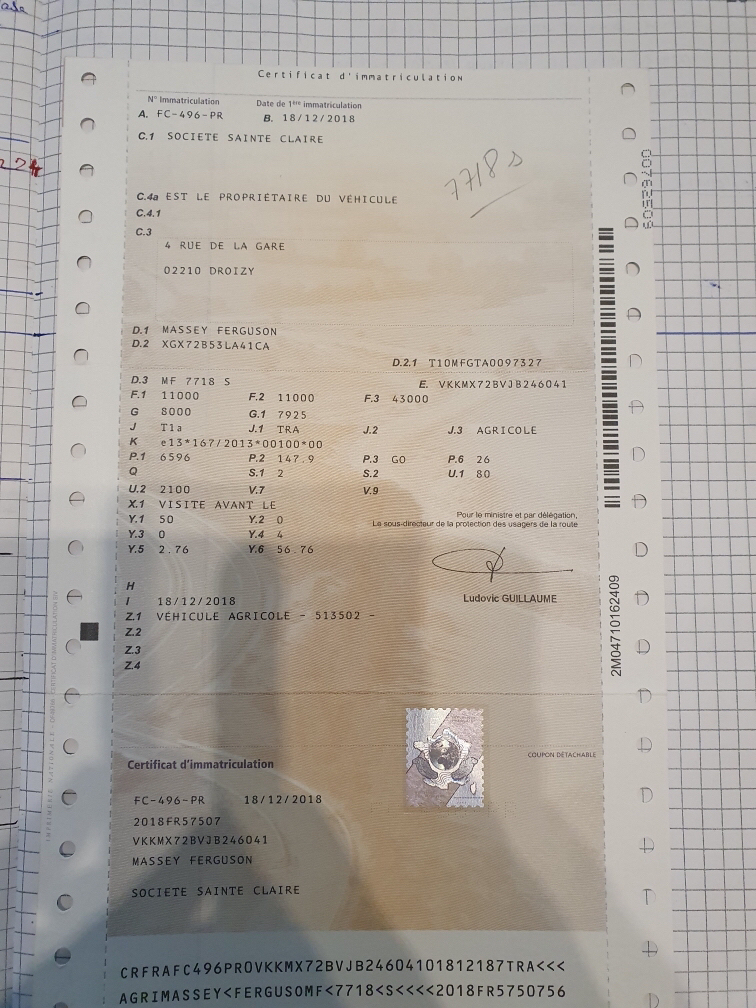 Certificat d'immatriculation
N° Immatriculation Date de 1ère immatriculation
A. FC-496-PR B. 18/12/2018
C.1 SOCIETE SAINTE CLAIRE
7718 s
C.4a EST LE PROPRIÉTAIRE DU VÉHICULE
C.4.1
C.3
4 RUE DE LA GARE
02210 DROIZY
D.1 MASSEY FERGUSON
D.2 XGX72B53LA41CA
D.2.1 T10MFGTA0097327
D.3 MF 7718 S E. VKKMX72BVJB246041
F.1 11000 F.2 11000 F.3 43000
G 8000 G.1 7925
J T1a J.1 TRA J.2 J.3 AGRICOLE
K e13*167/2013*00100*00
P.1 6596 P.2 147.9 P.3 GO P.6 26
Q S.1 2 S.2 U.1 80
U.2 2100 V.7 V.9
X.1 VISITE AVANT LE
Y.1 50 Y.2 0
Y.3 0 Y.4 4
Y.5 2.76 Y.6 56.76
Pour le ministre et par délégation,
Le sous-directeur de la protection des usagers de la route
Ludovic GUILLAUME
H
I 18/12/2018
Z.1 VÉHICULE AGRICOLE - 513502 -
Z.2
Z.3
Z.4
2M04710162409
COUPON DÉTACHABLE
Certificat d'immatriculation
FC-496-PR 18/12/2018
2018FR57507
VKKMX72BVJB246041
MASSEY FERGUSON
SOCIETE SAINTE CLAIRE
CRFRAFC496PR0VKKMX72BVJB24604101812187TRA<<<
AGRIMASSEY<FERGUSOMF<7718<S<<<<2018FR5750756